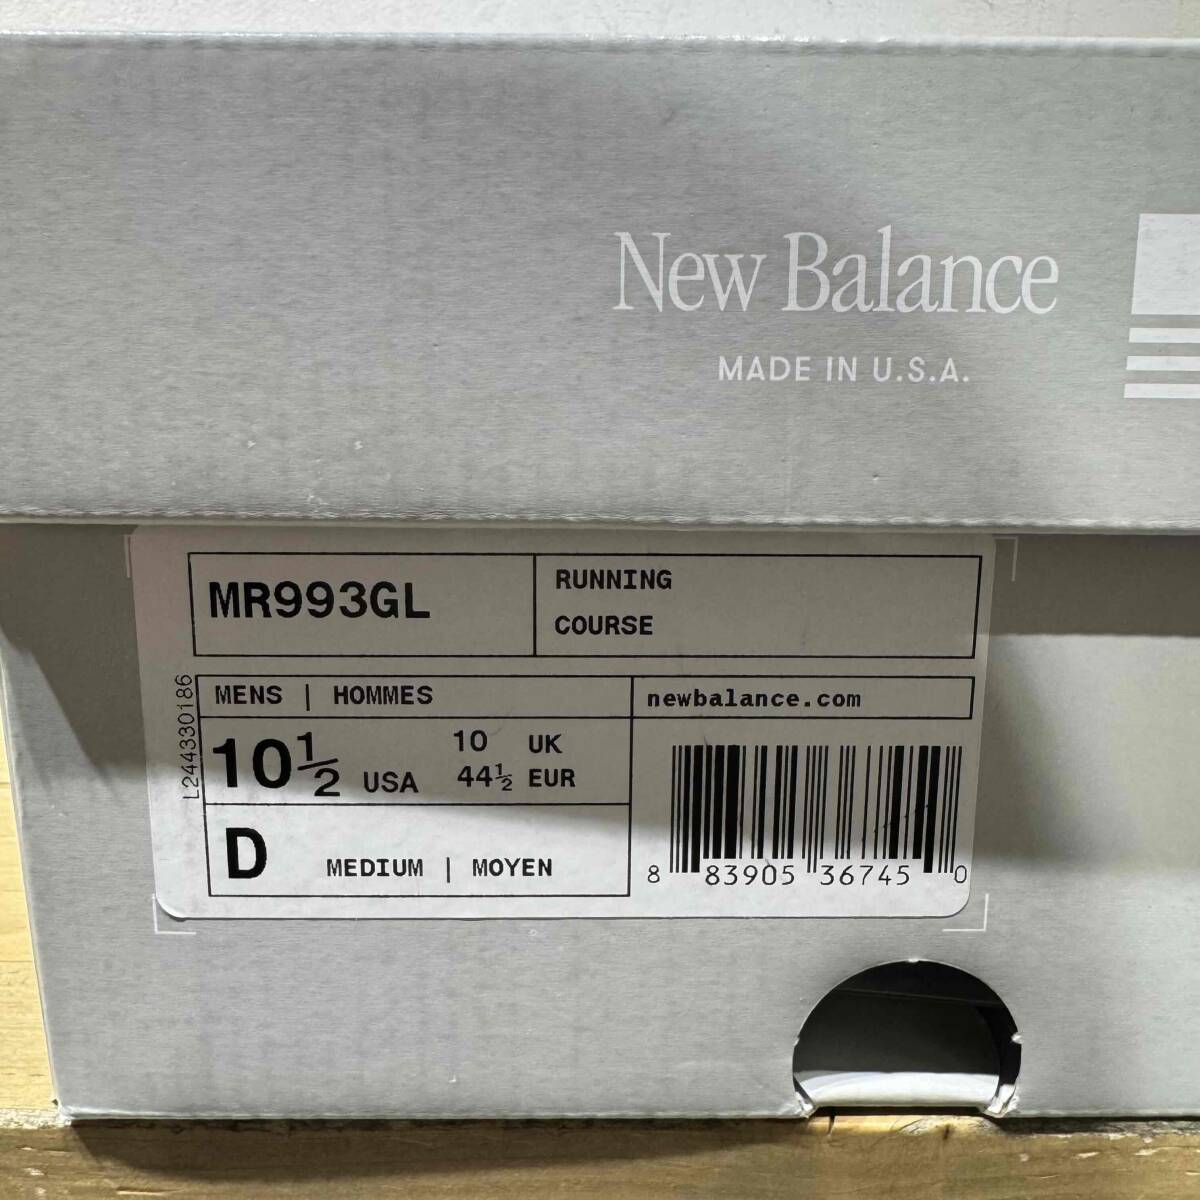 New Balance
MADE IN U.S.A.
MR993GL
RUNNING
COURSE
L244330186
MENS | HOMMES
newbalance.com
10½ USA
10 UK
44½ EUR
D MEDIUM | MOYEN
8 83905 36745 0